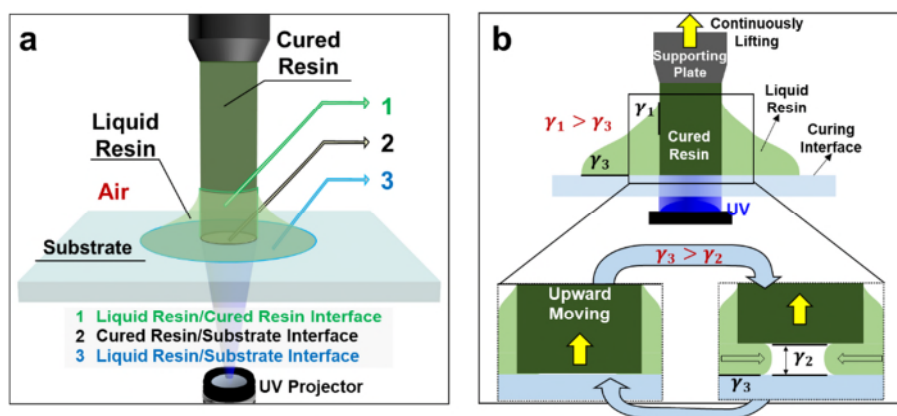 a
Cured
Resin
Liquid
Resin
Air
Substrate
1
2
3
1 Liquid Resin/Cured Resin Interface
2 Cured Resin/Substrate Interface
3 Liquid Resin/Substrate Interface
UV Projector
b
Continuously
Lifting
Supporting
Plate
γ₁
γ₁ > γ₃
Liquid
Resin
Cured
Resin
Curing
Interface
γ₃
UV
γ₃ > γ₂
Upward
Moving
γ₂
γ₃